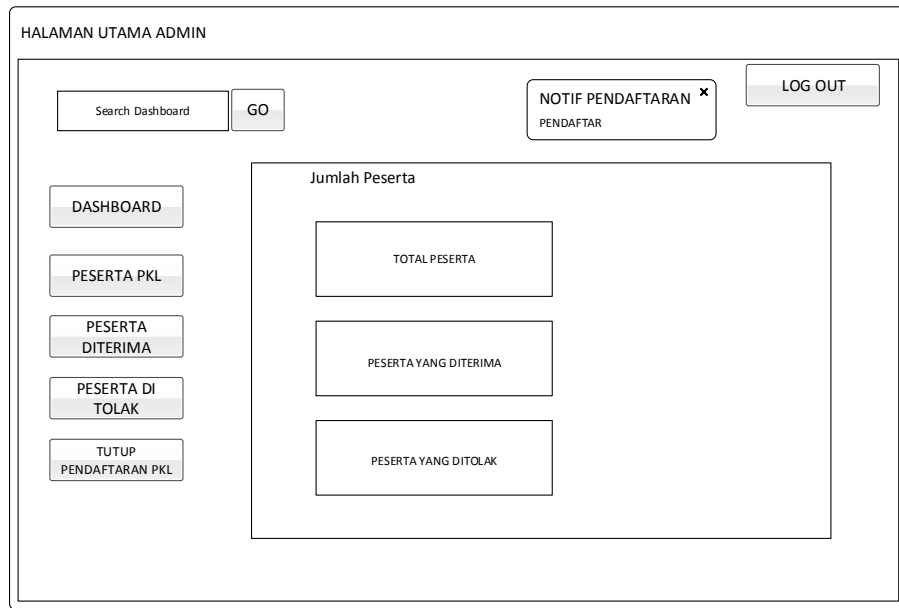 HALAMAN UTAMA ADMIN
LOG OUT
Search Dashboard
GO
NOTIF PENDAFTARAN
PENDAFTAR
Jumlah Peserta
DASHBOARD
PESERTA PKL
PESERTA
DITERIMA
PESERTA DI
TOLAK
TUTUP
PENDAFTARAN PKL
TOTAL PESERTA
PESERTA YANG DITERIMA
PESERTA YANG DITOLAK